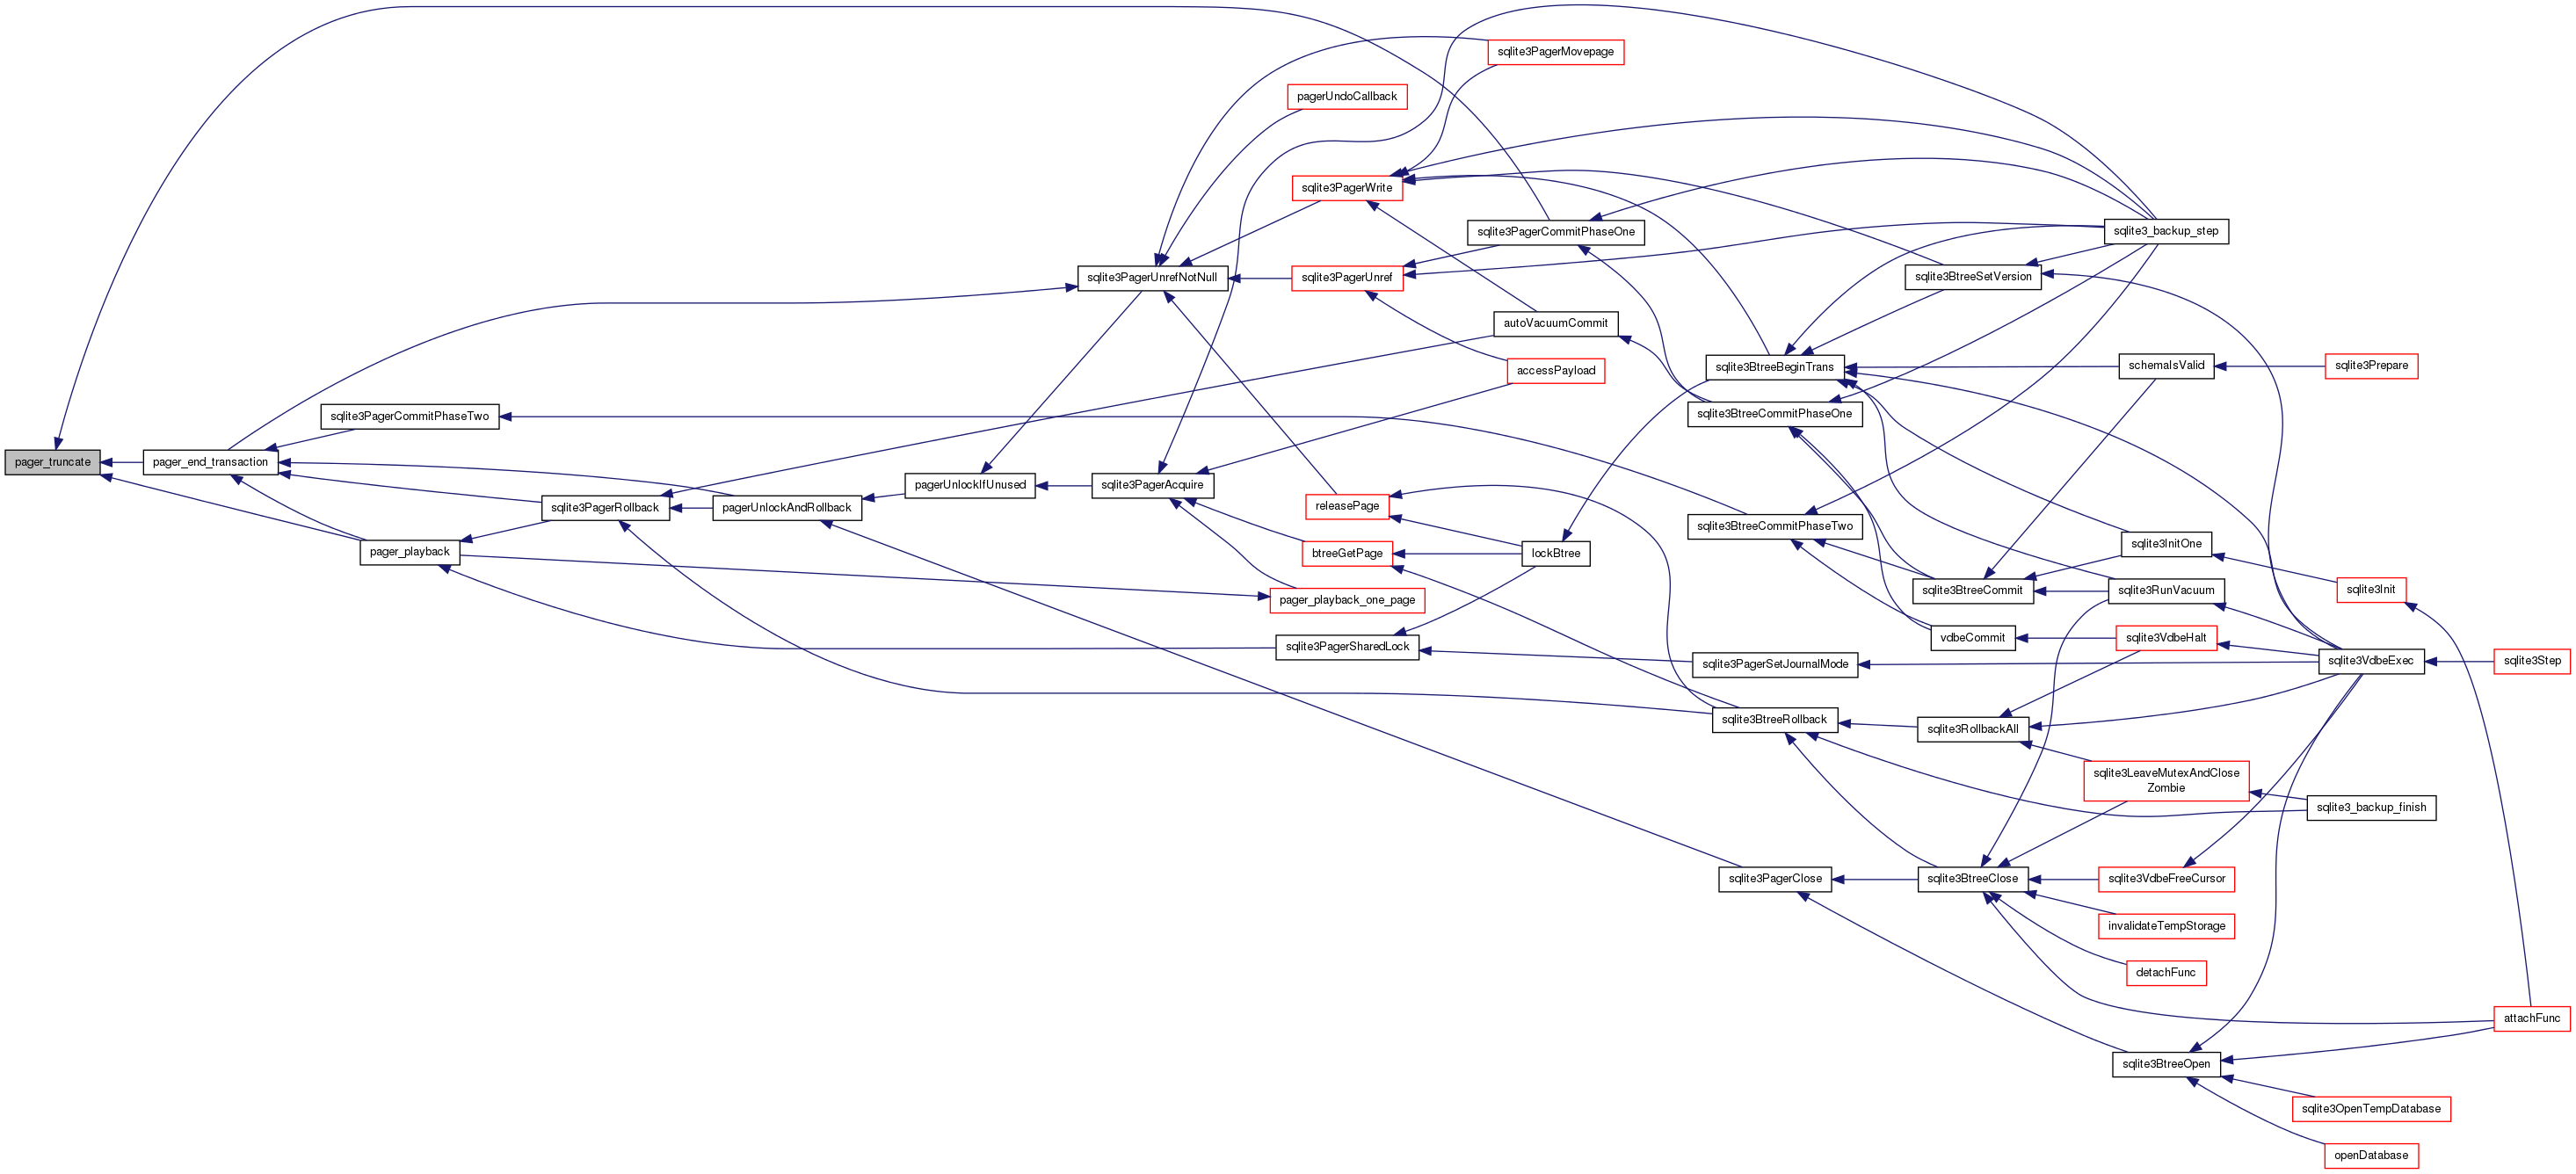 sqlite3PagerMovepage
pagerUndoCallback
sqlite3PagerWrite
sqlite3PagerCommitPhaseOne
sqlite3_backup_step
sqlite3PagerUnrefNotNull
sqlite3PagerUnref
sqlite3BtreeSetVersion
autoVacuumCommit
accessPayload
sqlite3BtreeBeginTrans
schemaIsValid
sqlite3Prepare
sqlite3PagerCommitPhaseTwo
sqlite3BtreeCommitPhaseOne
pager_truncate
pager_end_transaction
pagerUnlockIfUnused
sqlite3PagerAcquire
sqlite3PagerRollback
pagerUnlockAndRollback
releasePage
sqlite3BtreeCommitPhaseTwo
pager_playback
btreeGetPage
lockBtree
sqlite3InitOne
pager_playback_one_page
sqlite3BtreeCommit
sqlite3RunVacuum
sqlite3Init
sqlite3PagerSharedLock
sqlite3PagerSetJournalMode
vdbeCommit
sqlite3VdbeHalt
sqlite3VdbeExec
sqlite3Step
sqlite3BtreeRollback
sqlite3RollbackAll
sqlite3LeaveMutexAndClose
Zombie
sqlite3_backup_finish
sqlite3PagerClose
sqlite3BtreeClose
sqlite3VdbeFreeCursor
invalidateTempStorage
detachFunc
attachFunc
sqlite3BtreeOpen
sqlite3OpenTempDatabase
openDatabase